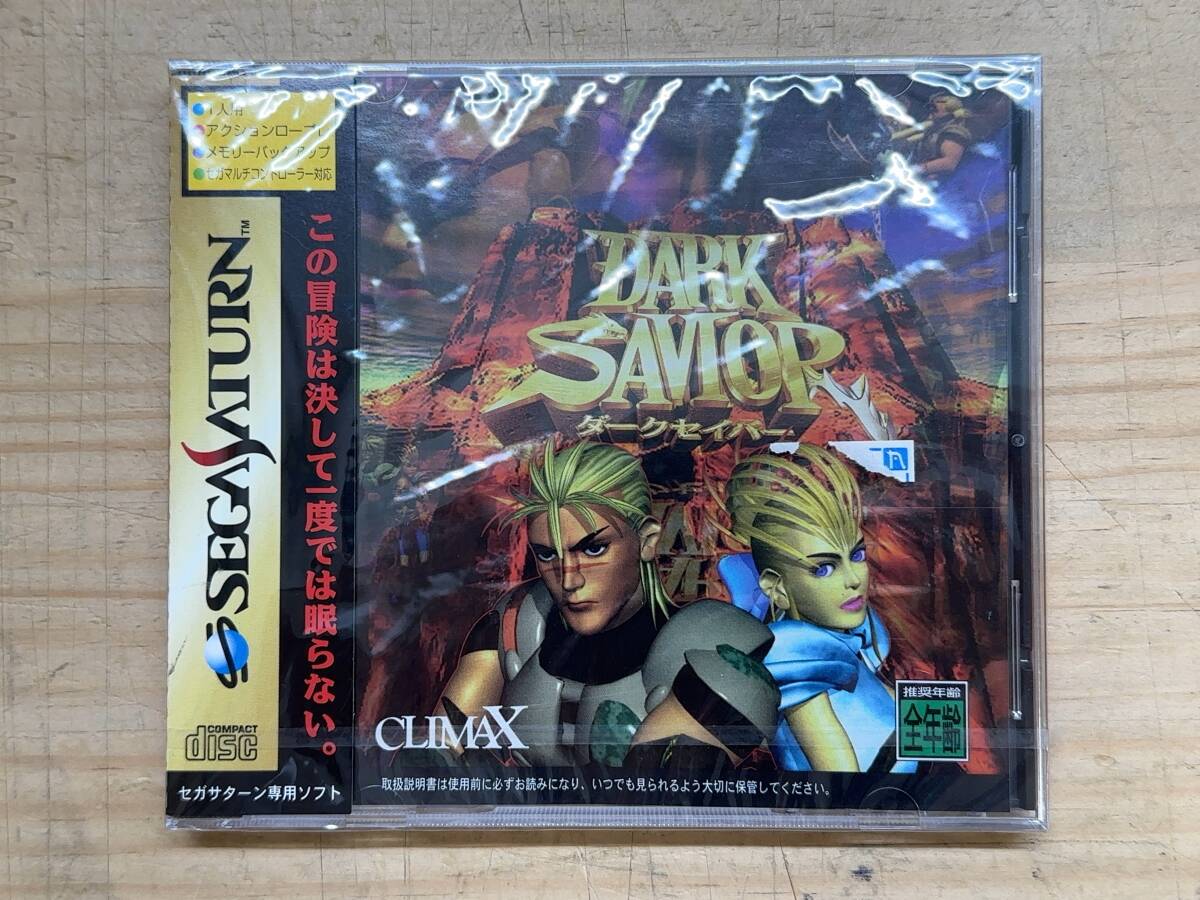 1人用
アクションロープレ
メモリーバックアップ
セガマルチコントローラー対応
SEGA SATURN™
この冒険は決して一度では眠らない。
COMPACT
disc
セガサターン専用ソフト
DARK
SAVIOR
ダークセイバー
CLIMAX
推奨年齢
全年齢
取扱説明書は使用前に必ずお読みになり、いつでも見られるよう大切に保管してください。